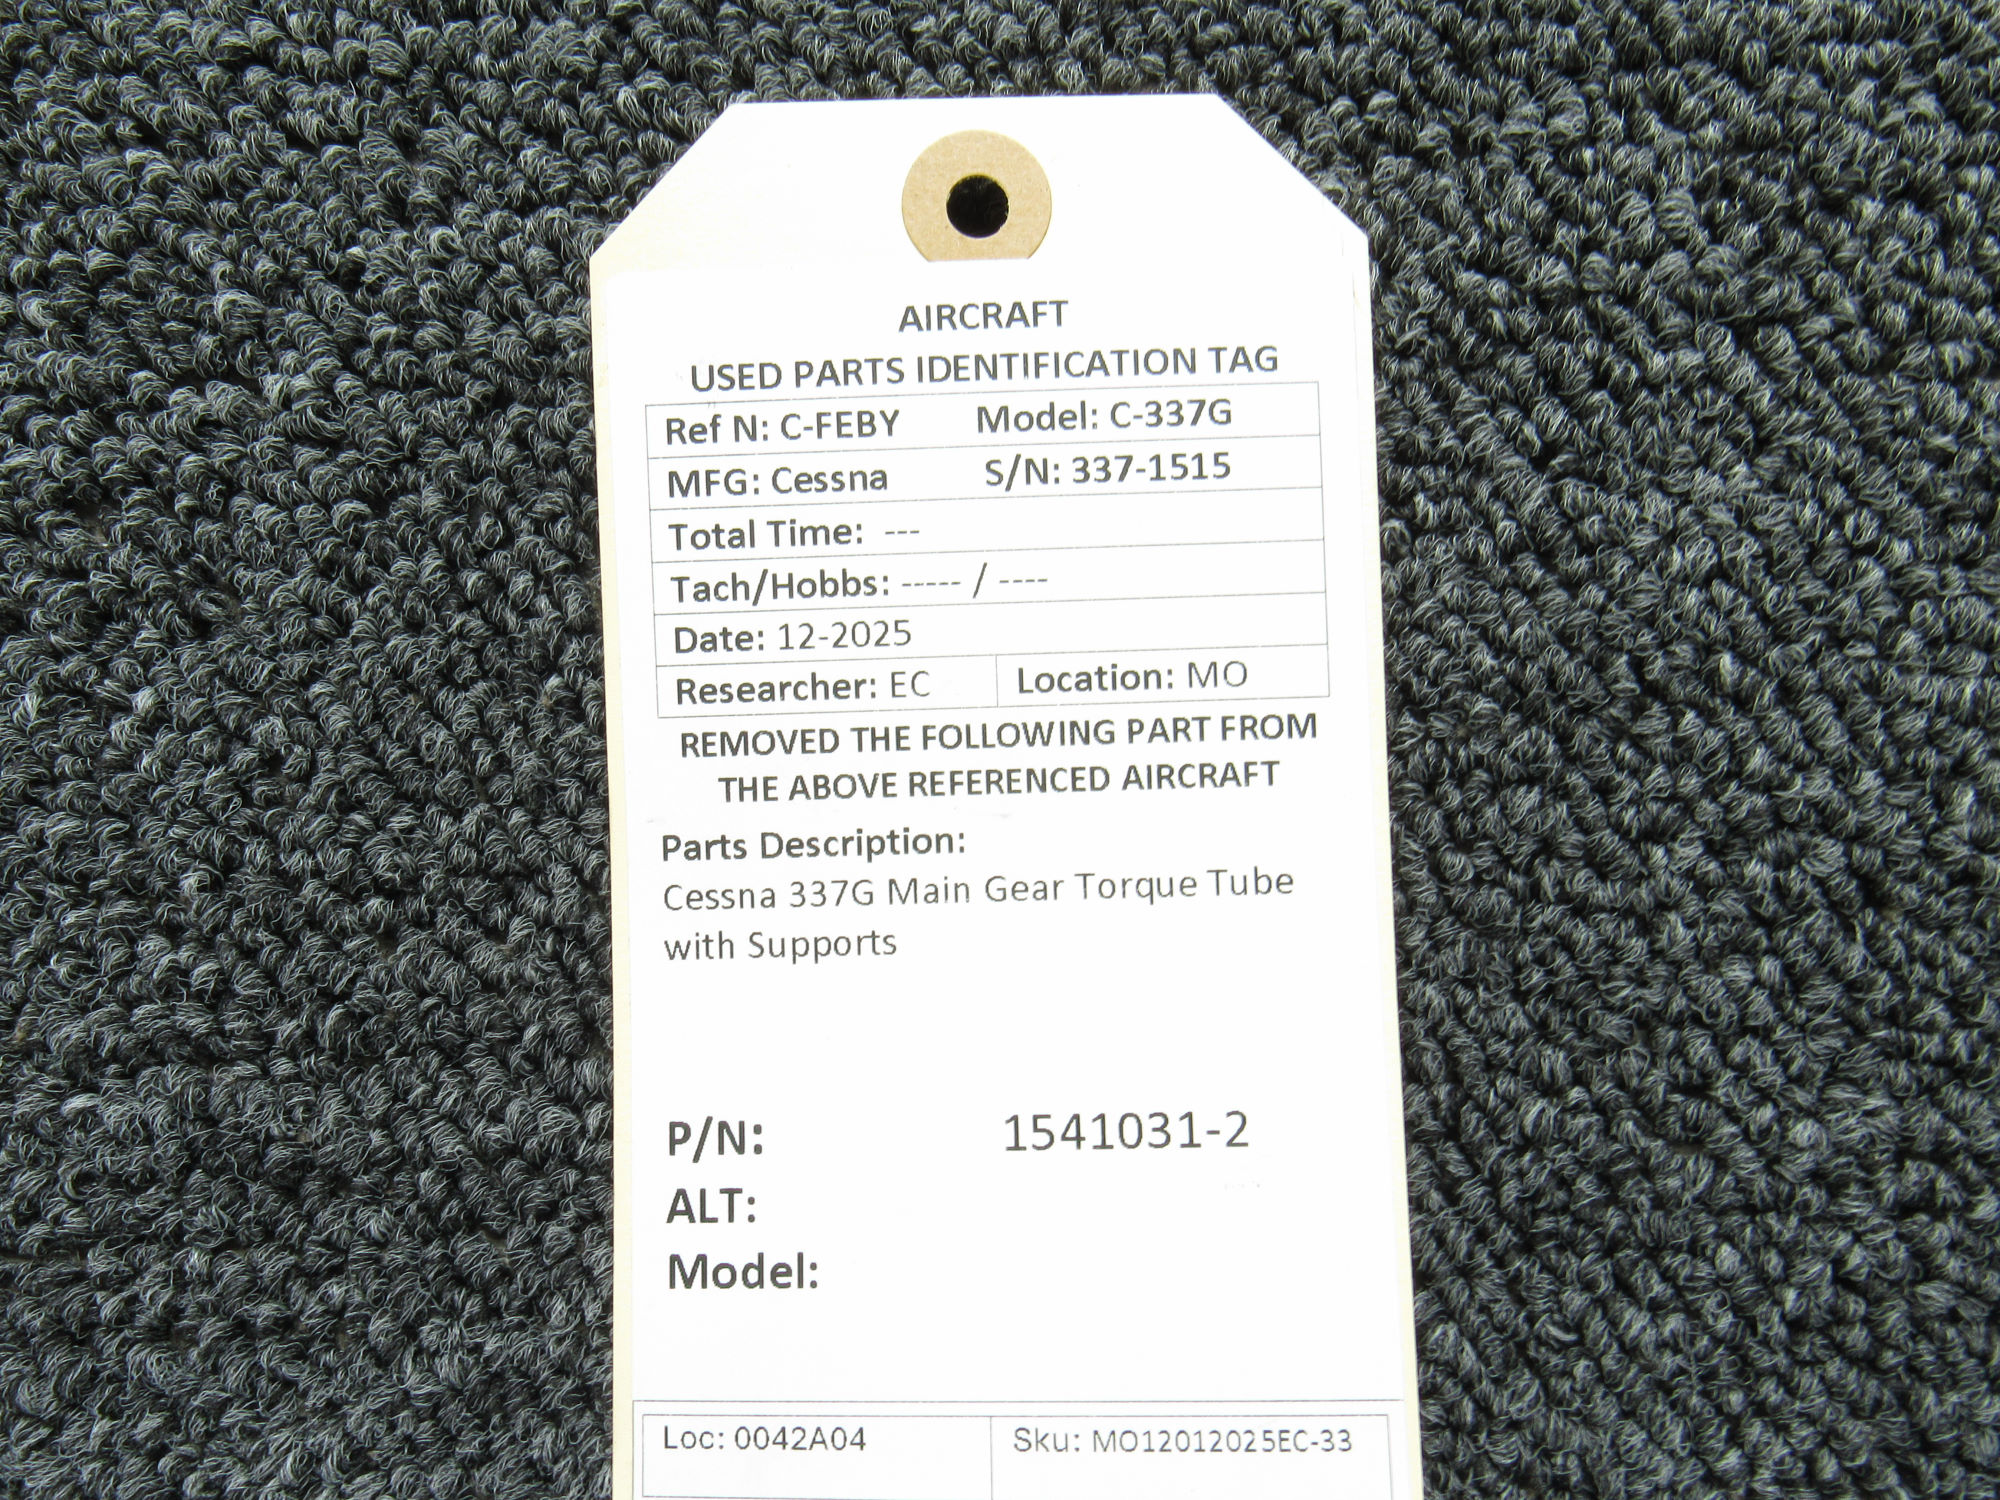 AIRCRAFT
USED PARTS IDENTIFICATION TAG
Ref N: C-FEBY Model: C-337G
MFG: Cessna S/N: 337-1515
Total Time: ---
Tach/Hobbs: ----- / ----
Date: 12-2025
Researcher: EC Location: MO
REMOVED THE FOLLOWING PART FROM
THE ABOVE REFERENCED AIRCRAFT
Parts Description:
Cessna 337G Main Gear Torque Tube
with Supports
P/N: 1541031-2
ALT:
Model:
Loc: 0042A04 Sku: MO12012025EC-33